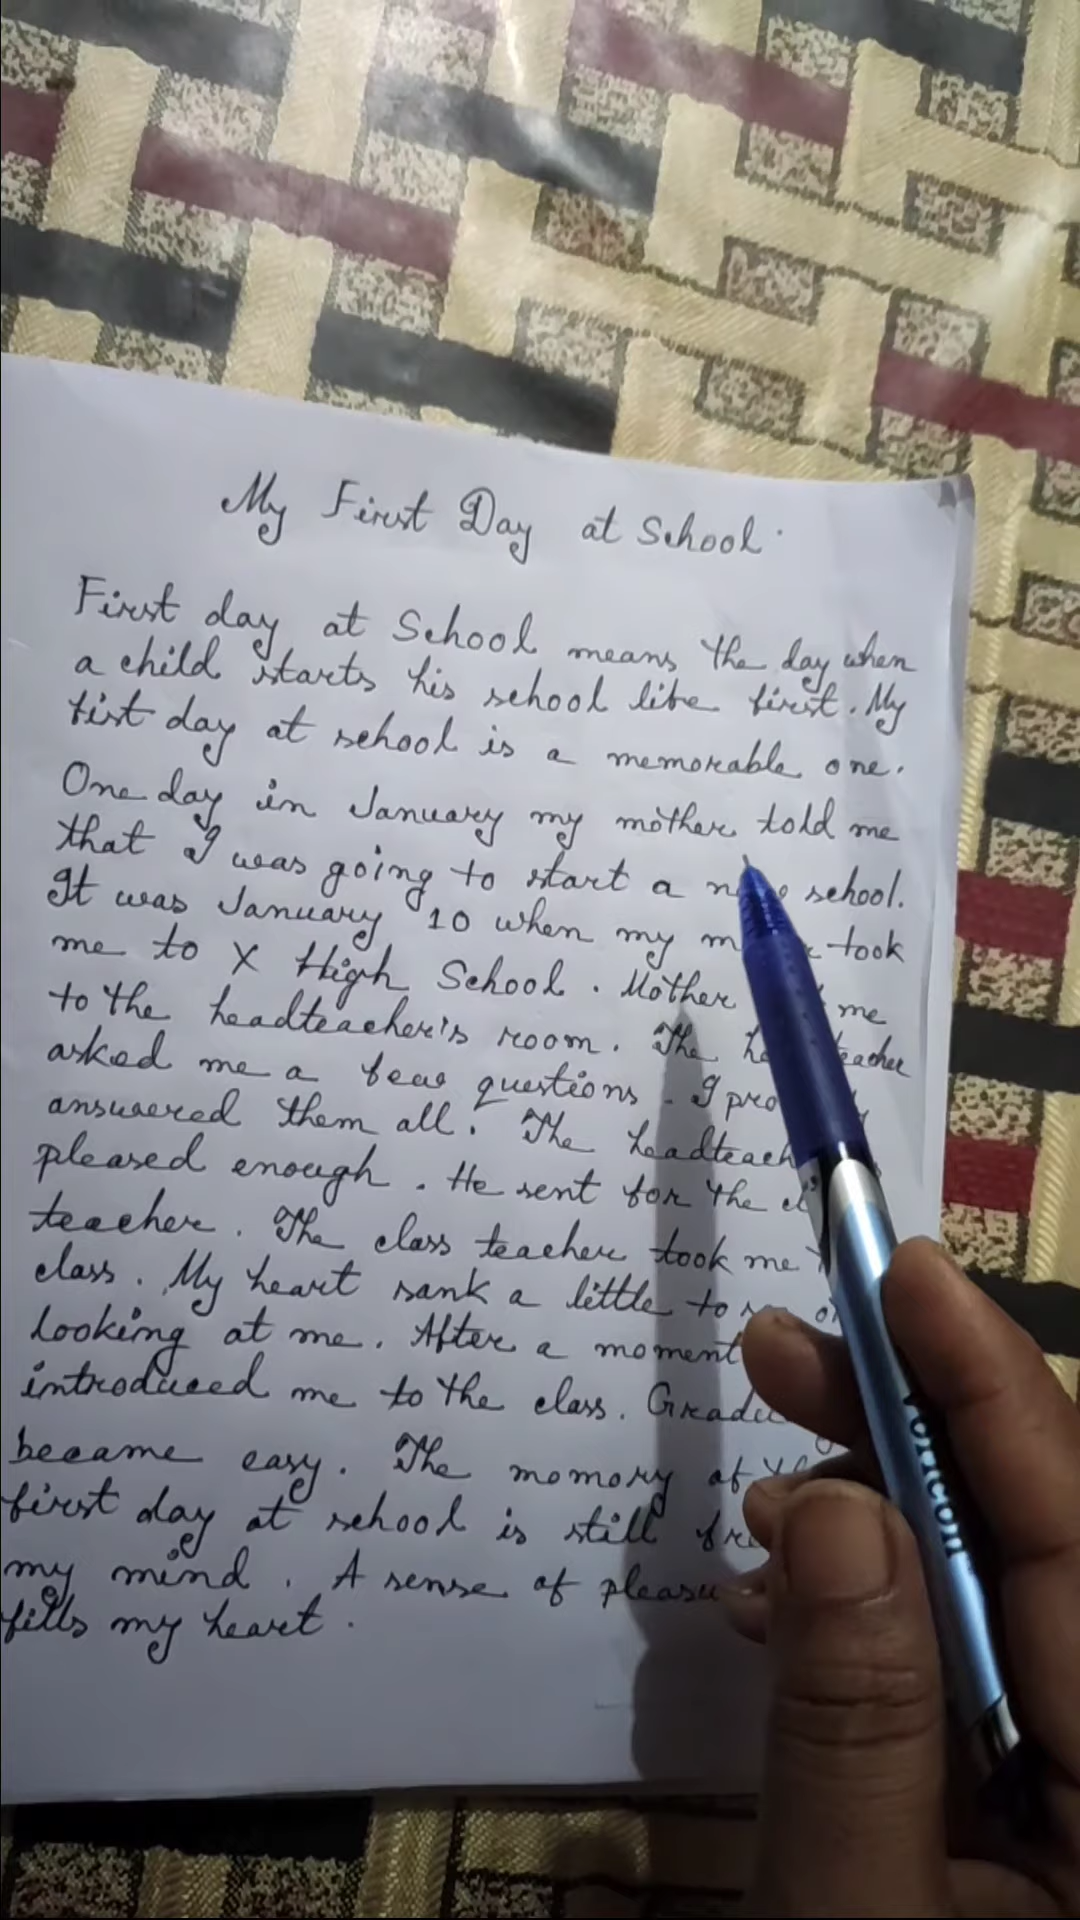 My First Day at School.
First day at School means the day when
a child starts his school life first. My
fist day at school is a memorable one.
One day in January my mother told me
that I was going to start a school.
It was January 10 when my took
me to X High School. Mother me
to the headteacher's room. The
asked me a few questions. I
answered them all. The
pleased enough. He sent for the
teacher. The class teacher took me
class. My heart sank a little to
looking at me. After a moment
introduced me to the class.
became easy. The momory of
first day at school is still
my mind. A sense of
fills my heart.